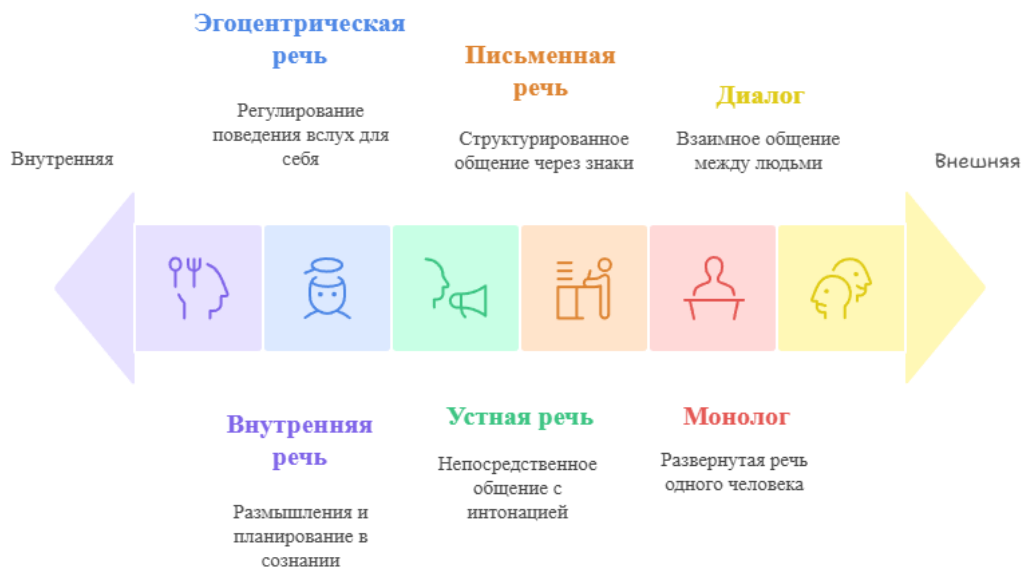 Эгоцентрическая
речь
Регулирование
поведения вслух для
себя
Письменная
речь
Структурированное
общение через знаки
Диалог
Взаимное общение
между людьми
Внутренняя
Внешняя
Внутренняя
речь
Размышления и
планирование в
сознании
Устная речь
Непосредственное
общение с
интонацией
Монолог
Развернутая речь
одного человека